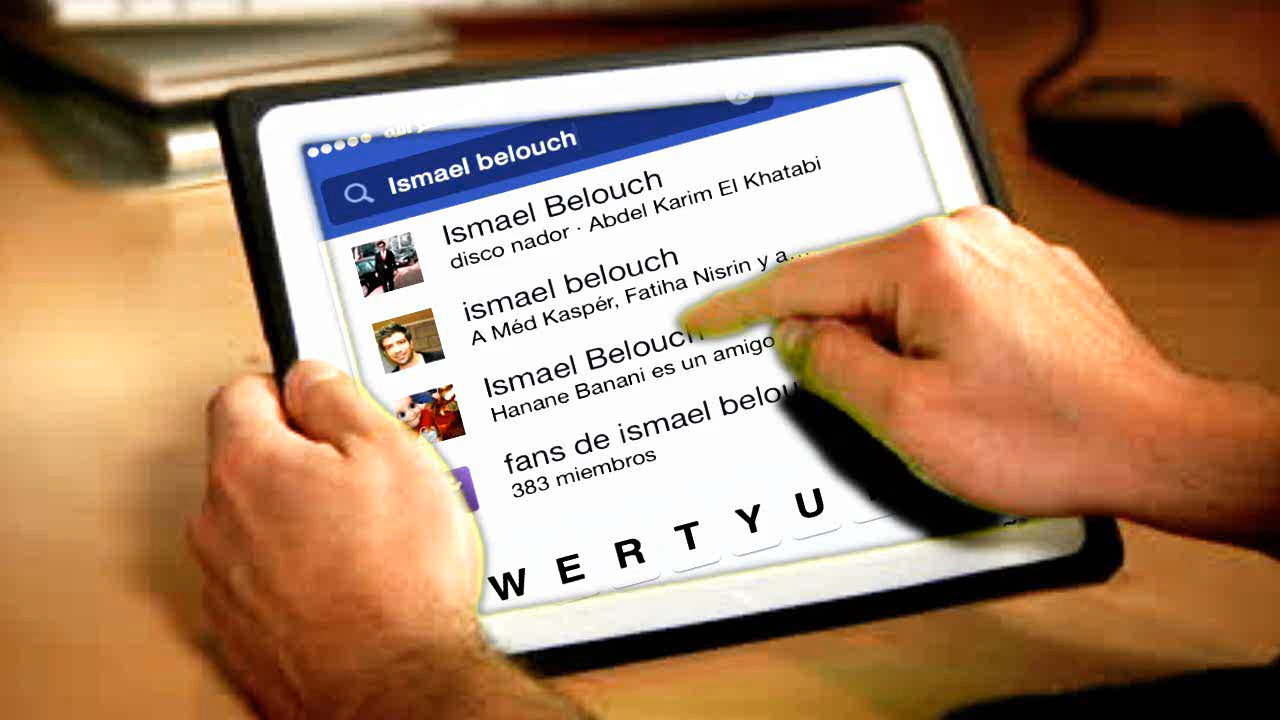 Ismael belouch
Ismael Belouch
disco nador · Abdel Karim El Khatabi
ismael belouch
A Méd Kaspér, Fatiha Nisrin y a...
Ismael Belouch
Hanane Banani es un amigo
fans de ismael belou
383 miembros
W E R T Y U